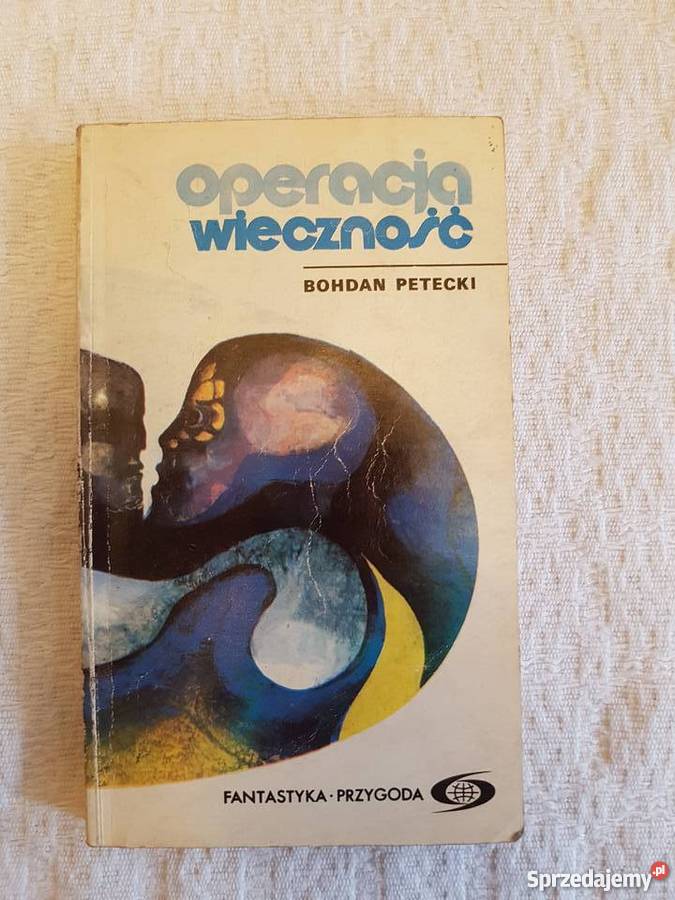 operacja
wieczność
BOHDAN PETECKI
FANTASTYKA · PRZYGODA
Sprzedajemy.pl